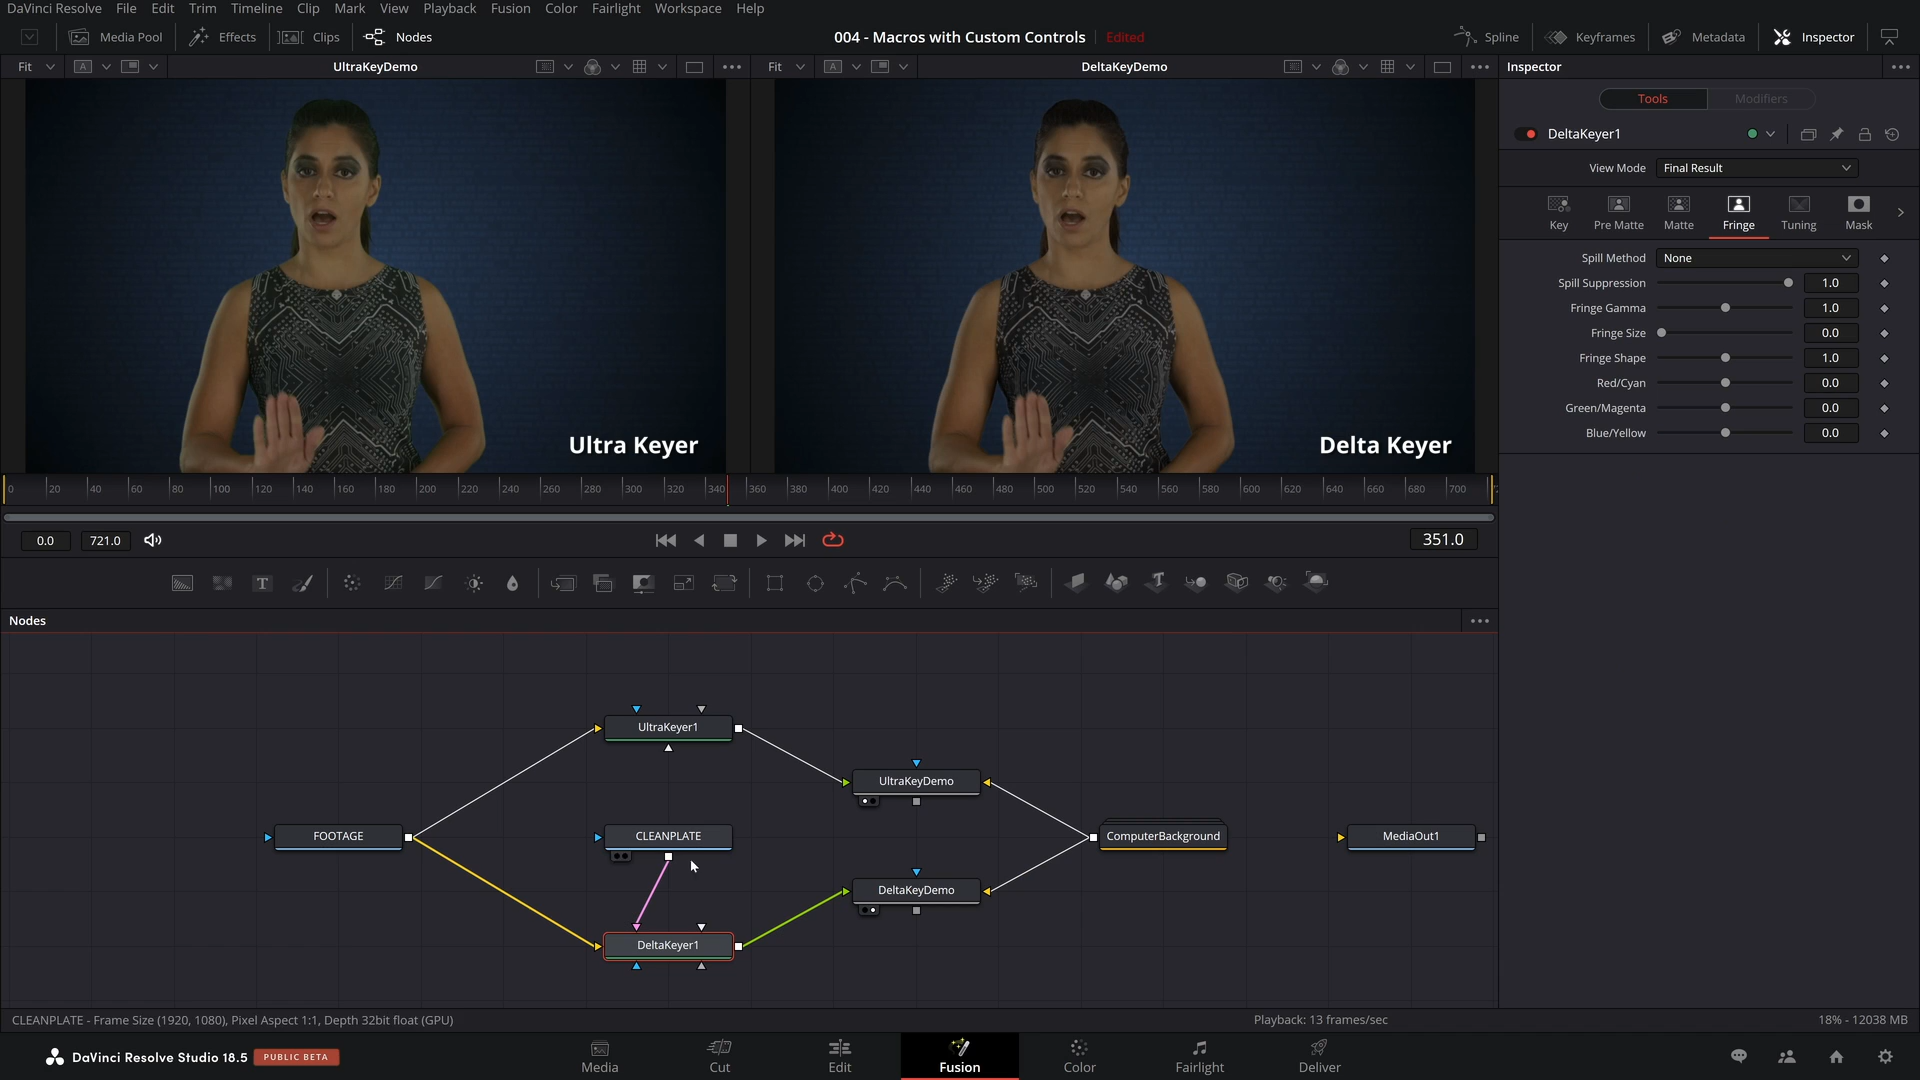 DaVinci Resolve File Edit Trim Timeline Clip Mark View Playback Fusion Color Fairlight Workspace Help
Media Pool Effects Clips Nodes 004 - Macros with Custom Controls Edited Spline Keyframes Metadata Inspector
Fit A UltraKeyDemo Fit A DeltaKeyDemo Inspector
Tools Modifiers
DeltaKeyer1
View Mode Final Result
Key Pre Matte Matte Fringe Tuning Mask
Spill Method None
Spill Suppression 1.0
Fringe Gamma 1.0
Fringe Size 0.0
Fringe Shape 1.0
Red/Cyan 0.0
Green/Magenta 0.0
Blue/Yellow 0.0
Ultra Keyer Delta Keyer
0 20 40 60 80 100 120 140 160 180 200 220 240 260 280 300 320 340 360 380 400 420 440 460 480 500 520 540 560 580 600 620 640 660 680 700
0.0 721.0 351.0
T T
Nodes
UltraKeyer1
UltraKeyDemo
FOOTAGE CLEANPLATE ComputerBackground MediaOut1
DeltaKeyDemo
DeltaKeyer1
CLEANPLATE - Frame Size (1920, 1080), Pixel Aspect 1:1, Depth 32bit float (GPU) Playback: 13 frames/sec 18% - 12038 MB
DaVinci Resolve Studio 18.5 PUBLIC BETA
Media Cut Edit Fusion Color Fairlight Deliver